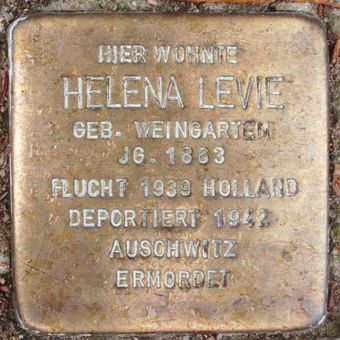 HIER WOHNTE
HELENA LEVIE
GEB. WEINGARTEN
JG. 1883
FLUCHT 1939 HOLLAND
DEPORTIERT 1942
AUSCHWITZ
ERMORDET